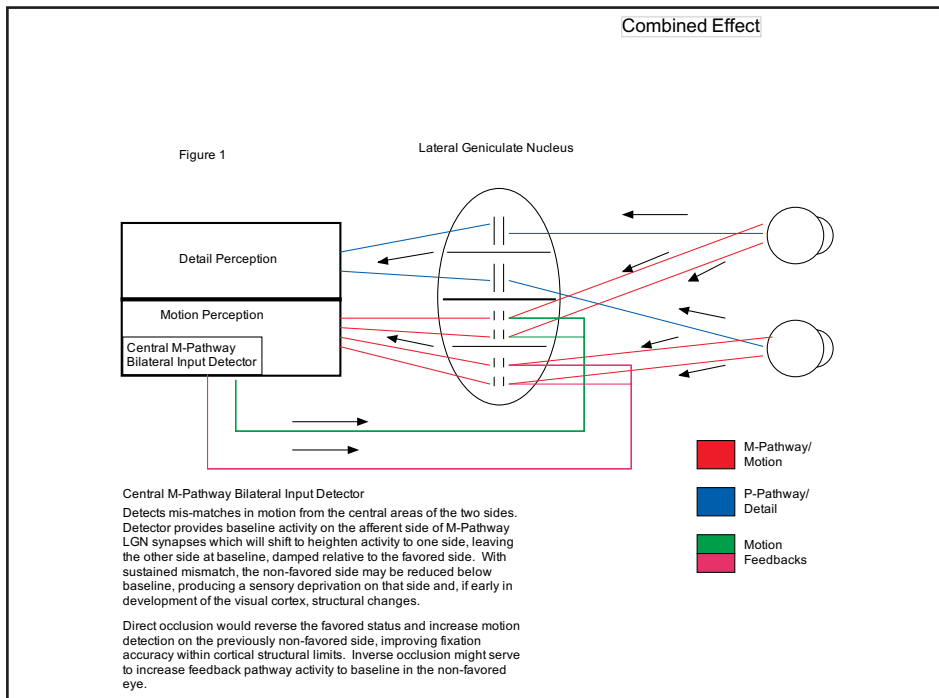 Combined Effect
Figure 1
Lateral Geniculate Nucleus
Detail Perception
Motion Perception
Central M-Pathway
Bilateral Input Detector
M-Pathway/
Motion
P-Pathway/
Detail
Motion
Feedbacks
Central M-Pathway Bilateral Input Detector
Detects mis-matches in motion from the central areas of the two sides.
Detector provides baseline activity on the afferent side of M-Pathway
LGN synapses which will shift to heighten activity to one side, leaving
the other side at baseline, damped relative to the favored side.  With
sustained mismatch, the non-favored side may be reduced below
baseline, producing a sensory deprivation on that side and, if early in
development of the visual cortex, structural changes.
Direct occlusion would reverse the favored status and increase motion
detection on the previously non-favored side, improving fixation
accuracy within cortical structural limits.  Inverse occlusion might serve
to increase feedback pathway activity to baseline in the non-favored
eye.